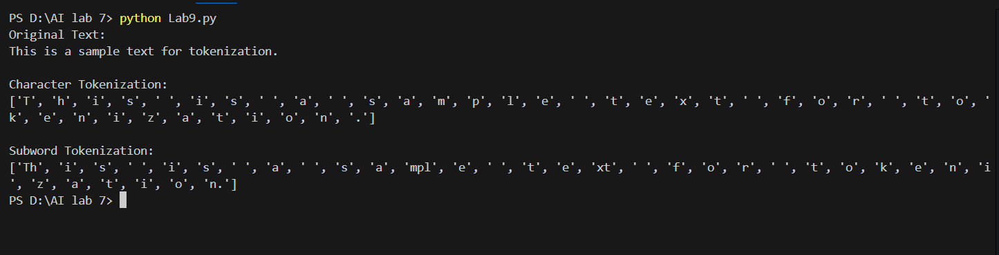 PS D:\AI lab 7> python Lab9.py
Original Text:
This is a sample text for tokenization.
Character Tokenization:
['T', 'h', 'i', 's', ' ', 'i', 's', ' ', 'a', ' ', 's', 'a', 'm', 'p', 'l', 'e', ' ', 't', 'e', 'x', 't', ' ', 'f', 'o', 'r', ' ', 't', 'o', '
k', 'e', 'n', 'i', 'z', 'a', 't', 'i', 'o', 'n', '.']
Subword Tokenization:
['Th', 'i', 's', ' ', 'i', 's', ' ', 'a', ' ', 's', 'a', 'mpl', 'e', ' ', 't', 'e', 'xt', ' ', 'f', 'o', 'r', ' ', 't', 'o', 'k', 'e', 'n', 'i
', 'z', 'a', 't', 'i', 'o', 'n.']
PS D:\AI lab 7>